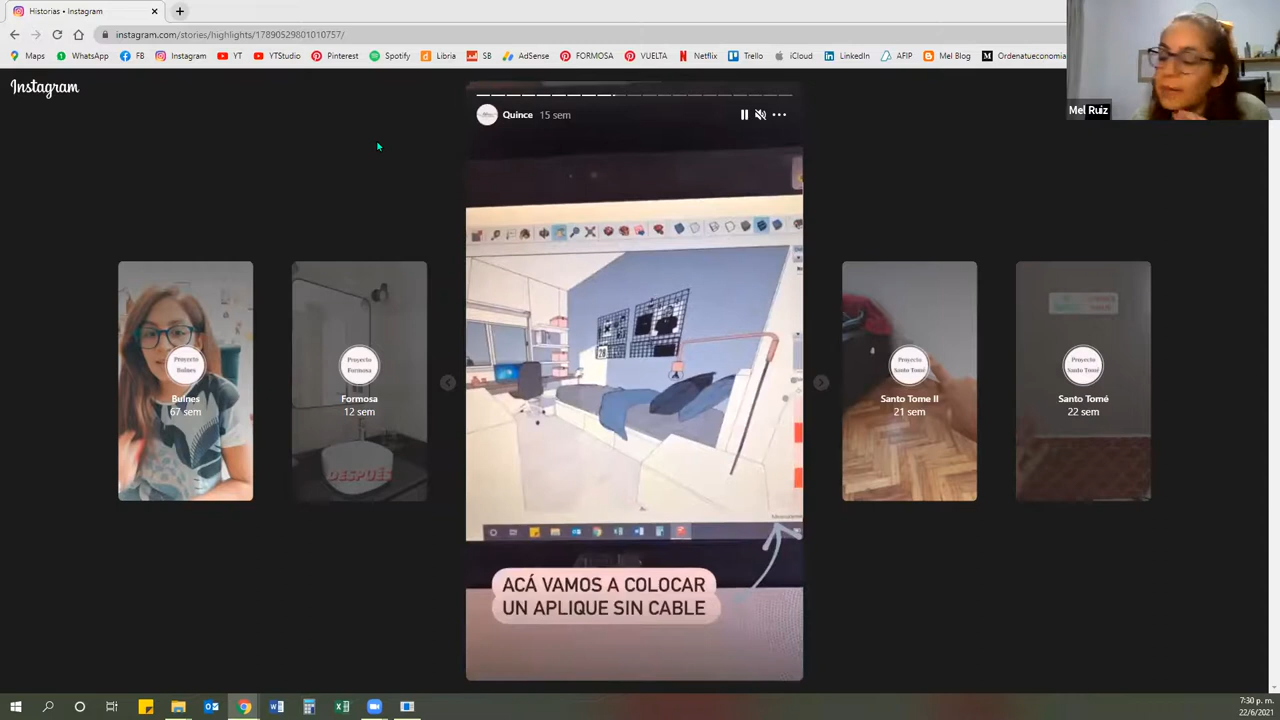 Historias • Instagram
instagram.com/stories/highlights/17890529801010757/
Maps WhatsApp FB Instagram YT YTStudio Pinterest Spotify Libria SB AdSense FORMOSA VUELTA Netflix Trello iCloud LinkedIn AFIP Mel Blog Ordenatueconomia
Mel Ruiz
Instagram
Quince 15 sem
Proyecto
Bulnes
Bulnes
67 sem
Proyecto
Formosa
Formosa
12 sem
DESPUÉS
Proyecto
Santo Tomé II
Santo Tome II
21 sem
Proyecto
Santo Tomé
Santo Tomé
22 sem
ACÁ VAMOS A COLOCAR
UN APLIQUE SIN CABLE
7:30 p. m.
22/6/2021